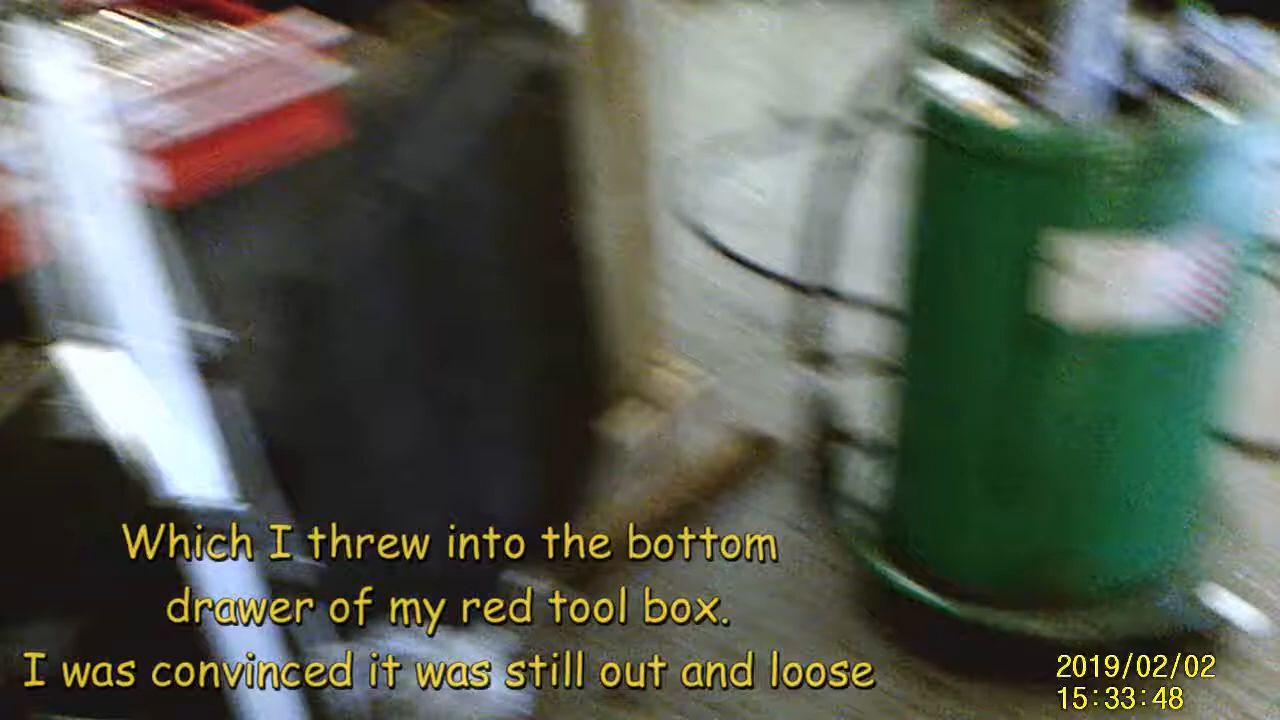 Which I threw into the bottom
drawer of my red tool box.
I was convinced it was still out and loose
2019/02/02
15:33:48